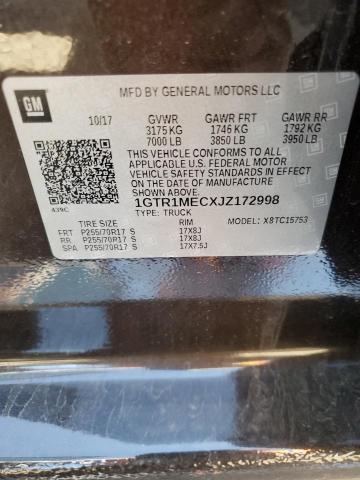 GM
MFD BY GENERAL MOTORS LLC
10/17 GVWR GAWR FRT GAWR RR
3175 KG 1746 KG 1792 KG
7000 LB 3850 LB 3950 LB
THIS VEHICLE CONFORMS TO ALL
APPLICABLE U.S. FEDERAL MOTOR
VEHICLE SAFETY STANDARDS IN EFFECT
ON THE DATE OF MANUFACTURE
SHOWN ABOVE.
439C 1GTR1MECXJZ172998
TYPE: TRUCK
MODEL: X8TC15753
TIRE SIZE RIM
FRT P255/70R17 S 17X8J
RR P255/70R17 S 17X8J
SPA P255/70R17 S 17X7.5J